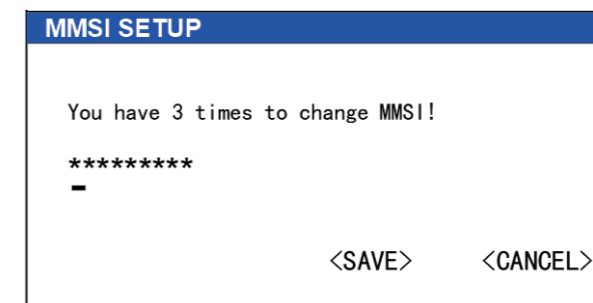 MMSI SETUP
You have 3 times to change MMSI!
*********
<SAVE> <CANCEL>